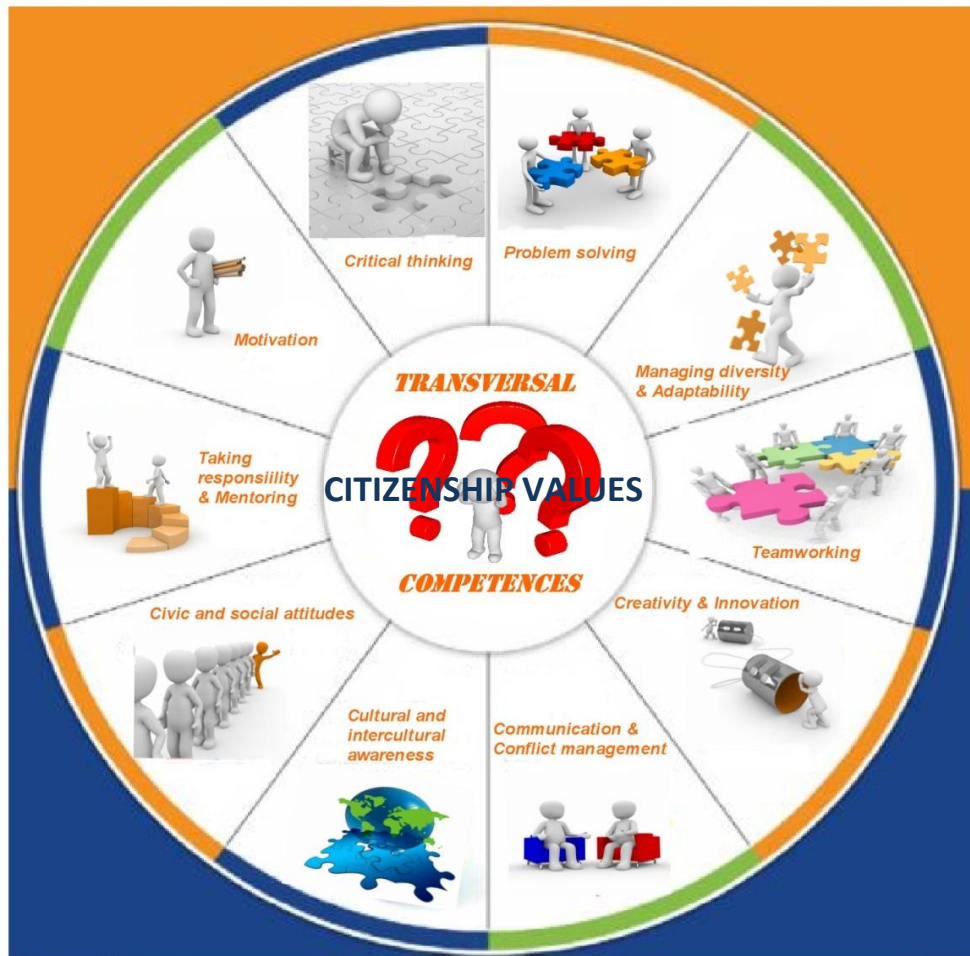 Critical thinking
Problem solving
Motivation
Managing diversity
& Adaptability
TRANSVERSAL
CITIZENSHIP VALUES
COMPETENCES
Taking
responsiility
& Mentoring
Teamworking
Civic and social attitudes
Creativity & Innovation
Cultural and
intercultural
awareness
Communication &
Conflict management